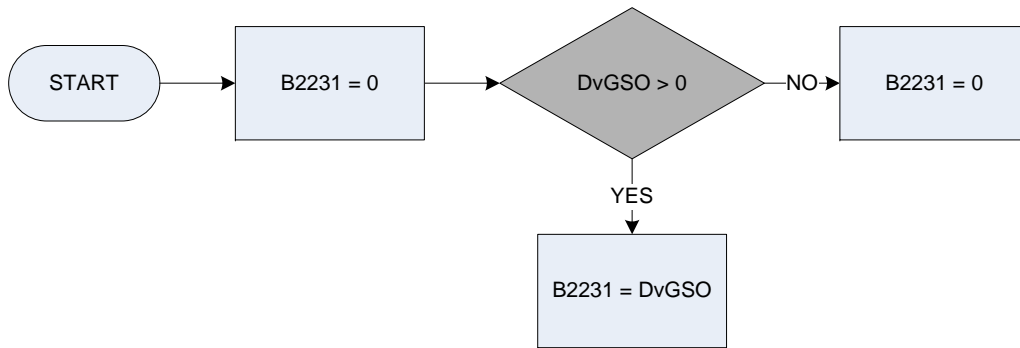 START
B2231 = 0
DvGSO > 0
NO
B2231 = 0
YES
B2231 = DvGSO